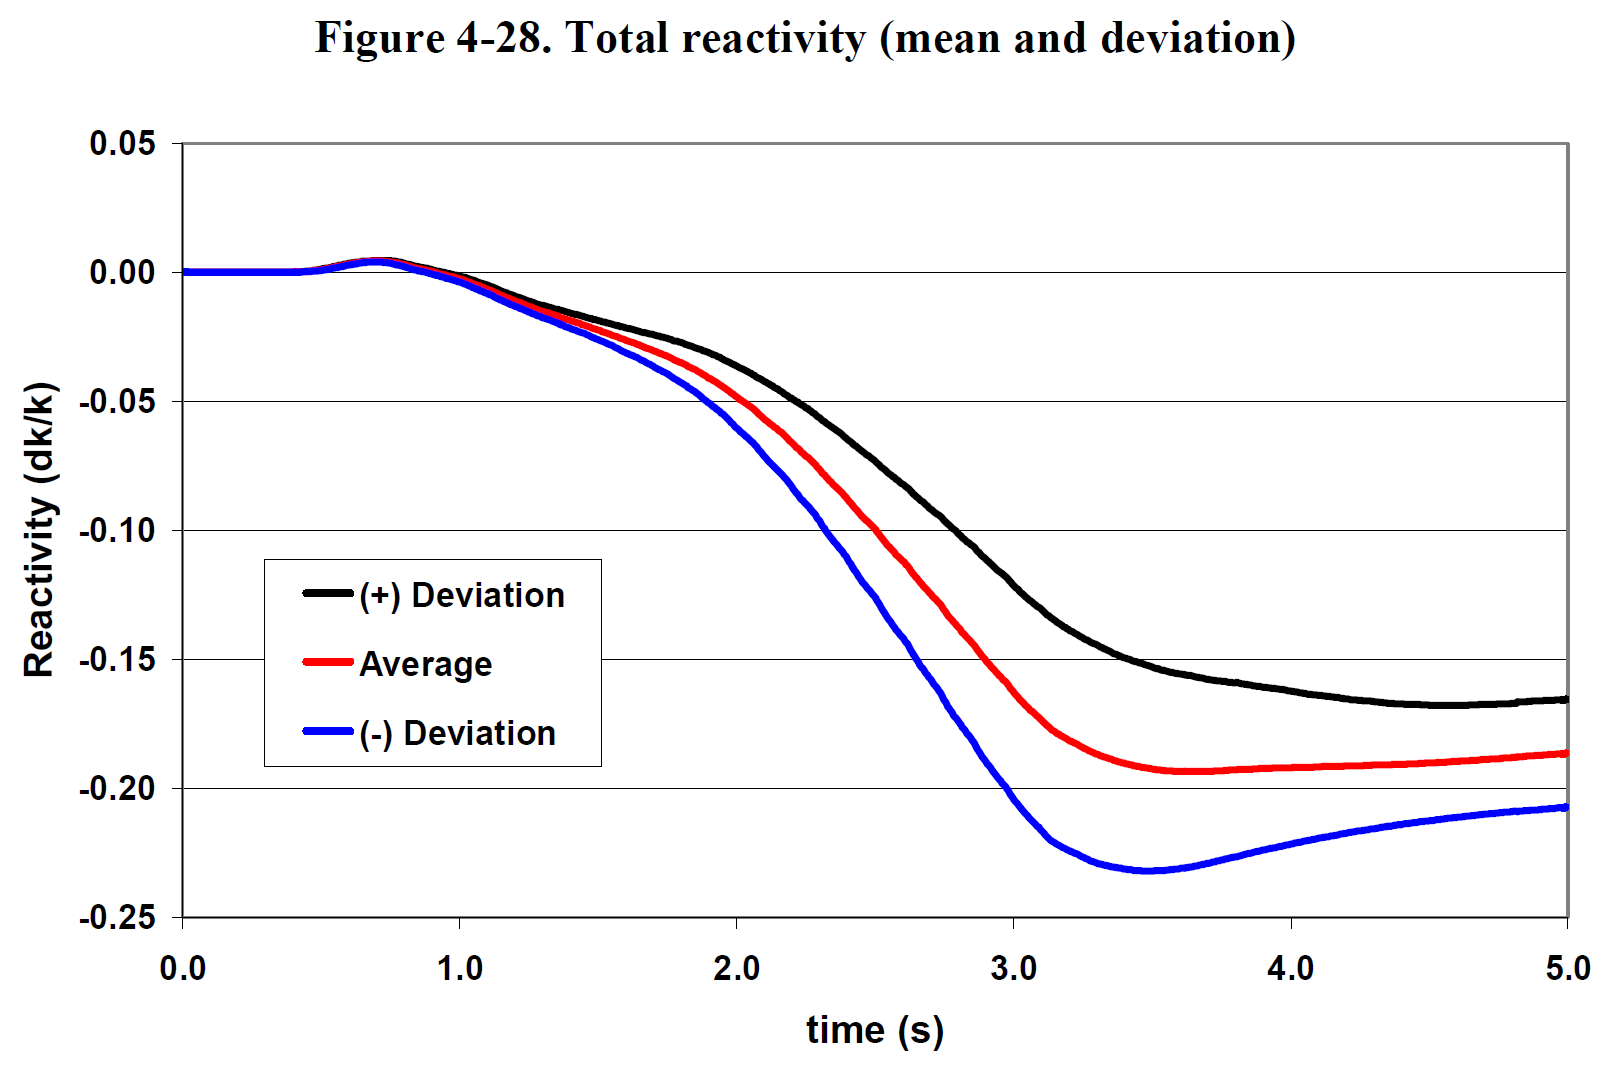 Figure 4-28. Total reactivity (mean and deviation)
0.05
0.00
-0.05
-0.10
-0.15
-0.20
-0.25
Reactivity (dk/k)
(+) Deviation
Average
(-) Deviation
0.0 1.0 2.0 3.0 4.0 5.0
time (s)